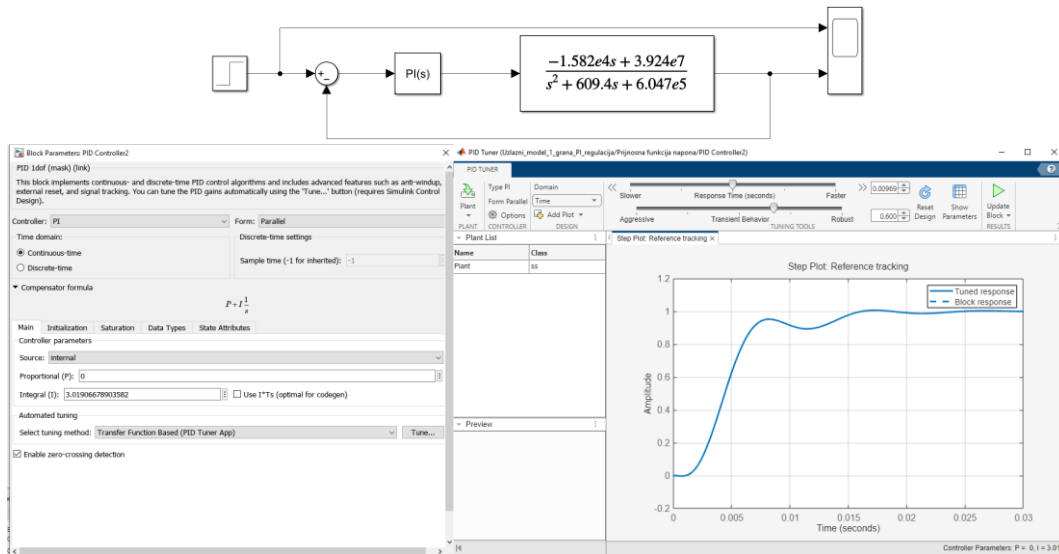 +
−
PI(s)
−1.582e4s + 3.924e7
s² + 609.4s + 6.047e5
Block Parameters: PID Controller2
PID 1dof (mask) (link)
This block implements continuous- and discrete-time PID control algorithms and includes advanced features such as anti-windup,
external reset, and signal tracking. You can tune the PID gains automatically using the 'Tune...' button (requires Simulink Control
Design).
Controller: PI
Form: Parallel
Time domain:
Continuous-time
Discrete-time
Discrete-time settings
Sample time (-1 for inherited): -1
Compensator formula
P + I 1/s
Main Initialization Saturation Data Types State Attributes
Controller parameters
Source: internal
Proportional (P): 0
Integral (I): 3.01906678903582
Use I*Ts (optimal for codegen)
Automated tuning
Select tuning method: Transfer Function Based (PID Tuner App)
Tune...
Enable zero-crossing detection
PID Tuner (Uzlazni_model_1_grana_PI_regulacija/Prijnosna funkcija napona/PID Controller2)
PID TUNER
Plant
Type PI
Form Parallel
Options
Domain
Time
Add Plot
Slower Response Time (seconds) Faster
0.00969
Aggressive Transient Behavior Robust
0.600
Reset
Design
Show
Parameters
Update
Block
PLANT CONTROLLER DESIGN TUNING TOOLS RESULTS
Plant List
Name Class
Plant ss
Preview
Step Plot: Reference tracking
Step Plot: Reference tracking
Tuned response
Block response
Amplitude
1.2
1
0.8
0.6
0.4
0.2
0
-0.2
0 0.005 0.01 0.015 0.02 0.025 0.03
Time (seconds)
Controller Parameters: P = 0, I = 3.01